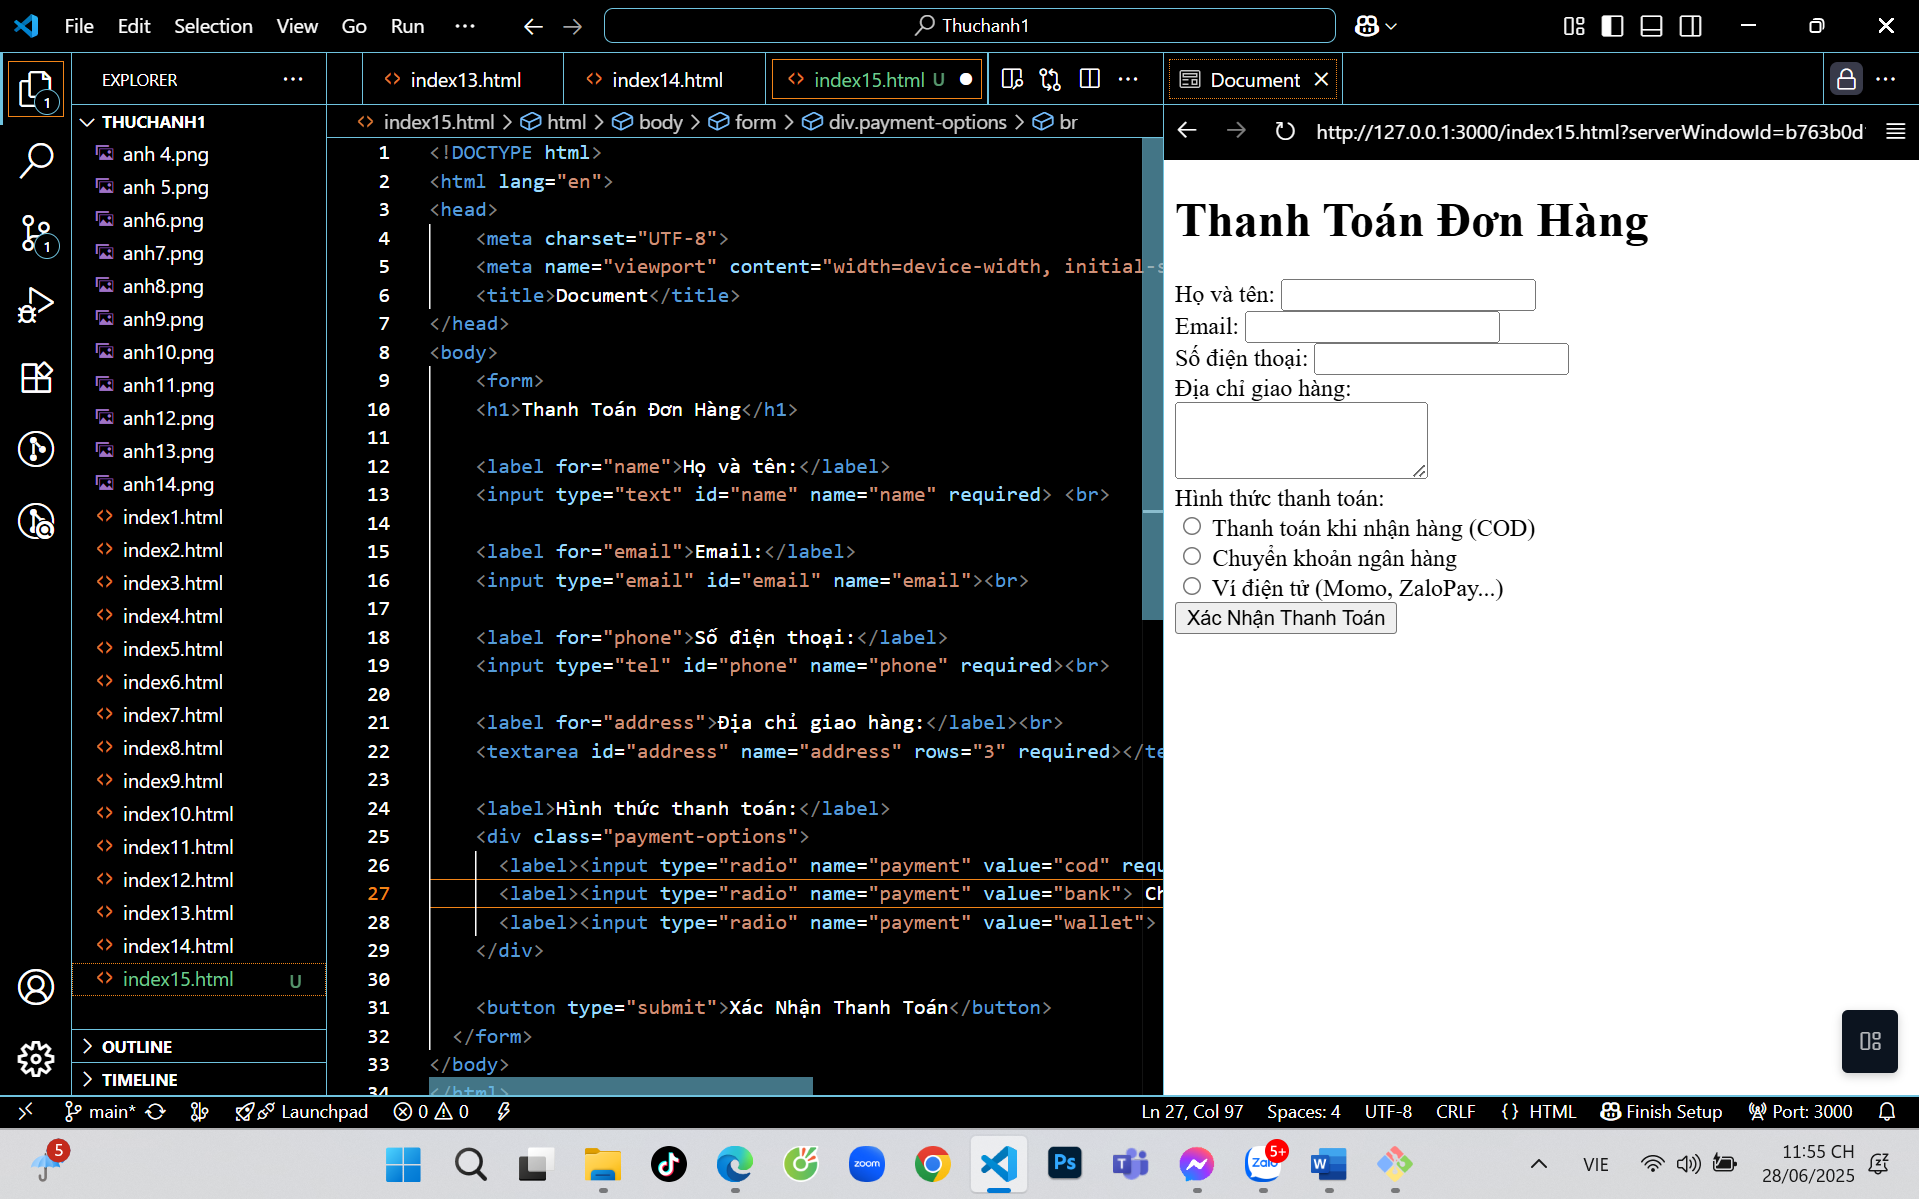 File Edit Selection View Go Run ··· Thuchanh1
EXPLORER ···
index13.html index14.html index15.html U
Document
THUCHANH1
anh 4.png
anh 5.png
anh6.png
anh7.png
anh8.png
anh9.png
anh10.png
anh11.png
anh12.png
anh13.png
anh14.png
index1.html
index2.html
index3.html
index4.html
index5.html
index6.html
index7.html
index8.html
index9.html
index10.html
index11.html
index12.html
index13.html
index14.html
index15.html U
OUTLINE
TIMELINE
1
1
index15.html > html > body > form > div.payment-options > br
1 <!DOCTYPE html>
2 <html lang="en">
3 <head>
4 <meta charset="UTF-8">
5 <meta name="viewport" content="width=device-width, initial-s
6 <title>Document</title>
7 </head>
8 <body>
9 <form>
10 <h1>Thanh Toán Đơn Hàng</h1>
11
12 <label for="name">Họ và tên:</label>
13 <input type="text" id="name" name="name" required> <br>
14
15 <label for="email">Email:</label>
16 <input type="email" id="email" name="email"><br>
17
18 <label for="phone">Số điện thoại:</label>
19 <input type="tel" id="phone" name="phone" required><br>
20
21 <label for="address">Địa chỉ giao hàng:</label><br>
22 <textarea id="address" name="address" rows="3" required></te
23
24 <label>Hình thức thanh toán:</label>
25 <div class="payment-options">
26 <label><input type="radio" name="payment" value="cod" requ
27 <label><input type="radio" name="payment" value="bank"> Ch
28 <label><input type="radio" name="payment" value="wallet">
29 </div>
30
31 <button type="submit">Xác Nhận Thanh Toán</button>
32 </form>
33 </body>
34 </html>
http://127.0.0.1:3000/index15.html?serverWindowId=b763b0d
Thanh Toán Đơn Hàng
Họ và tên:
Email:
Số điện thoại:
Địa chỉ giao hàng:
Hình thức thanh toán:
Thanh toán khi nhận hàng (COD)
Chuyển khoản ngân hàng
Ví điện tử (Momo, ZaloPay...)
Xác Nhận Thanh Toán
main* Launchpad 0 0 Ln 27, Col 97 Spaces: 4 UTF-8 CRLF {} HTML Finish Setup Port: 3000
5
zoom
Ps
T
Zalo
5+
W
VIE
11:55 CH
28/06/2025